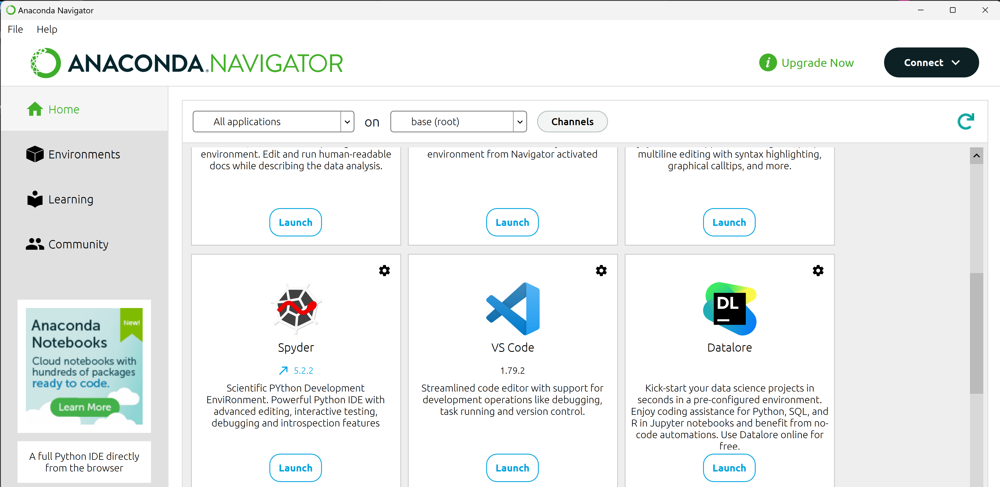 Anaconda Navigator
File Help
ANACONDA.NAVIGATOR
Upgrade Now
Connect
Home
Environments
Learning
Community
Anaconda
Notebooks
New!
Cloud notebooks with
hundreds of packages
ready to code.
Learn More
A full Python IDE directly
from the browser
All applications on base (root) Channels
environment. Edit and run human-readable
docs while describing the data analysis.
Launch
environment from Navigator activated
Launch
multiline editing with syntax highlighting,
graphical calltips, and more.
Launch
Spyder
5.2.2
Scientific PYthon Development
EnviRonment. Powerful Python IDE with
advanced editing, interactive testing,
debugging and introspection features
Launch
VS Code
1.79.2
Streamlined code editor with support for
development operations like debugging,
task running and version control.
Launch
DL
Datalore
Kick-start your data science projects in
seconds in a pre-configured environment.
Enjoy coding assistance for Python, SQL, and
R in Jupyter notebooks and benefit from no-
code automations. Use Datalore online for
free.
Launch